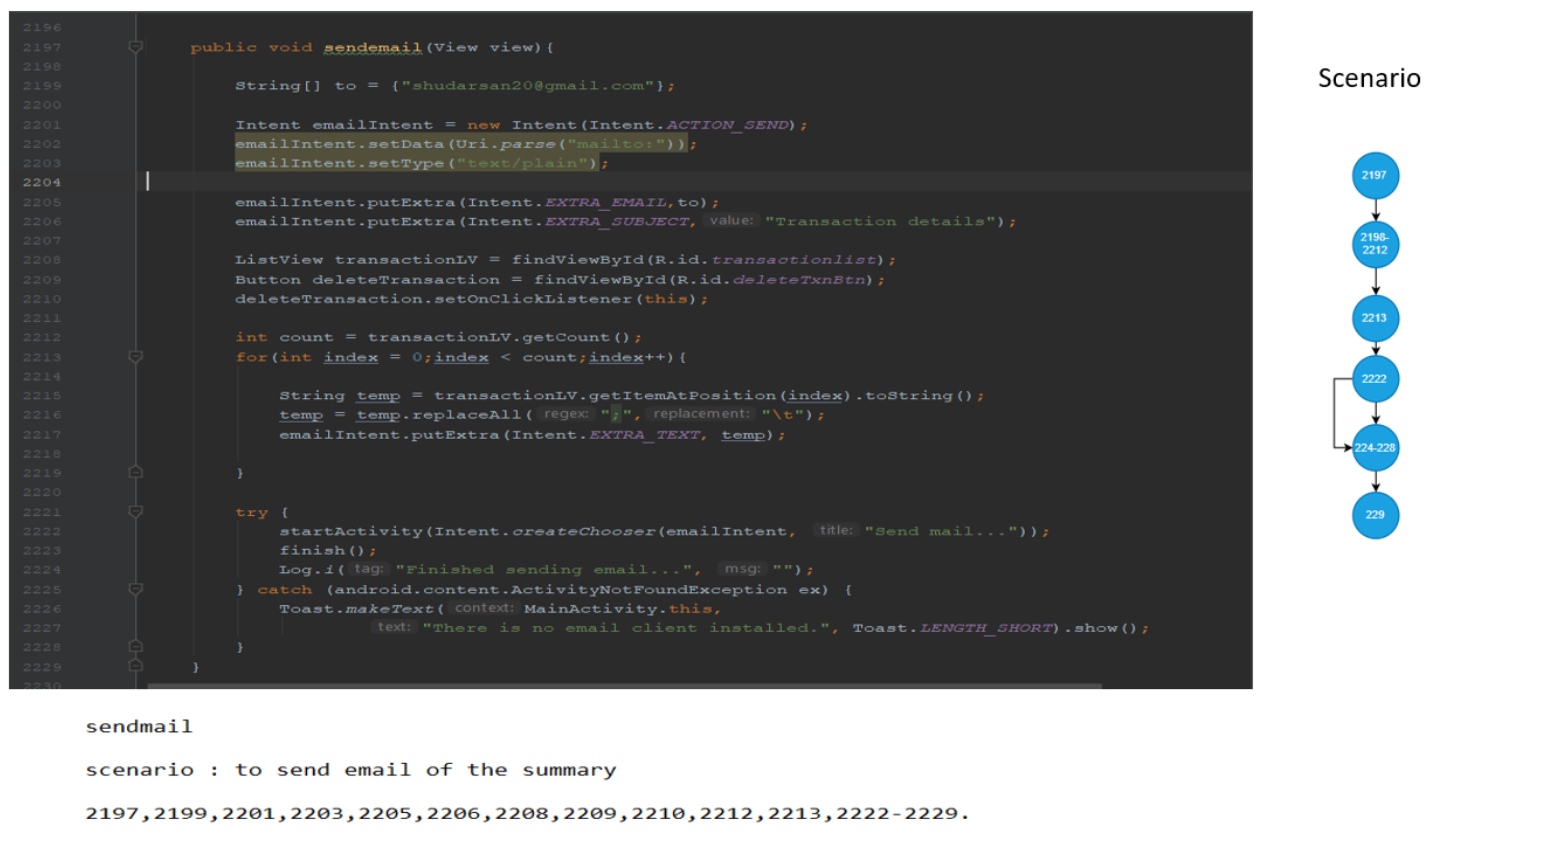 2196
2197 public void sendemail(View view){
2198
2199 String[] to = {"shudarsan20@gmail.com"};
2200
2201 Intent emailIntent = new Intent(Intent.ACTION_SEND);
2202 emailIntent.setData(Uri.parse("mailto:"));
2203 emailIntent.setType("text/plain");
2204
2205 emailIntent.putExtra(Intent.EXTRA_EMAIL,to);
2206 emailIntent.putExtra(Intent.EXTRA_SUBJECT, value: "Transaction details");
2207
2208 ListView transactionLV = findViewById(R.id.transactionlist);
2209 Button deleteTransaction = findViewById(R.id.deleteTxnBtn);
2210 deleteTransaction.setOnClickListener(this);
2211
2212 int count = transactionLV.getCount();
2213 for(int index = 0;index < count;index++){
2214
2215 String temp = transactionLV.getItemAtPosition(index).toString();
2216 temp = temp.replaceAll( regex: ";", replacement: "\t");
2217 emailIntent.putExtra(Intent.EXTRA_TEXT, temp);
2218
2219 }
2220
2221 try {
2222 startActivity(Intent.createChooser(emailIntent, title: "Send mail..."));
2223 finish();
2224 Log.i( tag: "Finished sending email...", msg: "");
2225 } catch (android.content.ActivityNotFoundException ex) {
2226 Toast.makeText( context: MainActivity.this,
2227 text: "There is no email client installed.", Toast.LENGTH_SHORT).show();
2228 }
2229 }
2230
Scenario
2197
2198-
2212
2213
2222
224-228
229
sendmail
scenario : to send email of the summary
2197,2199,2201,2203,2205,2206,2208,2209,2210,2212,2213,2222-2229.